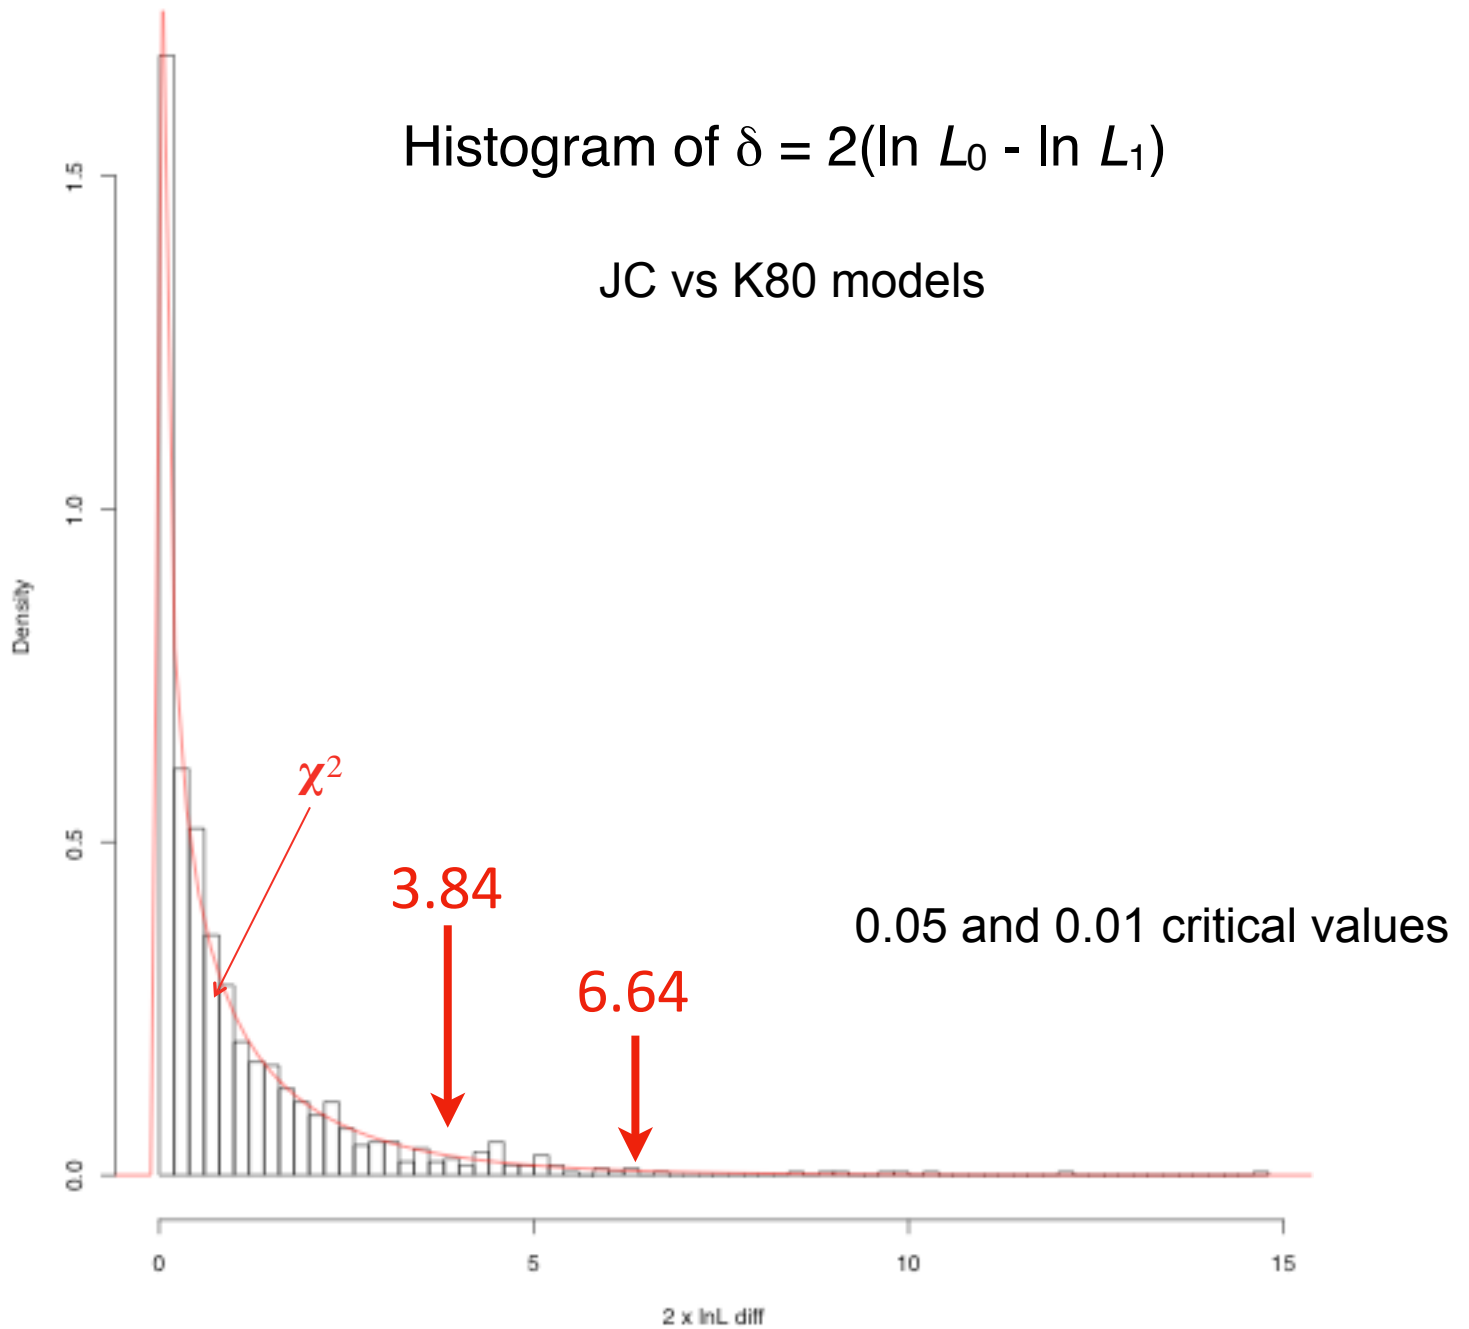 Histogram of δ = 2(ln L₀ - ln L₁)
JC vs K80 models
1.5
1.0
0.5
0.0
Density
χ²
3.84
6.64
0.05 and 0.01 critical values
0
5
10
15
2 x lnL diff